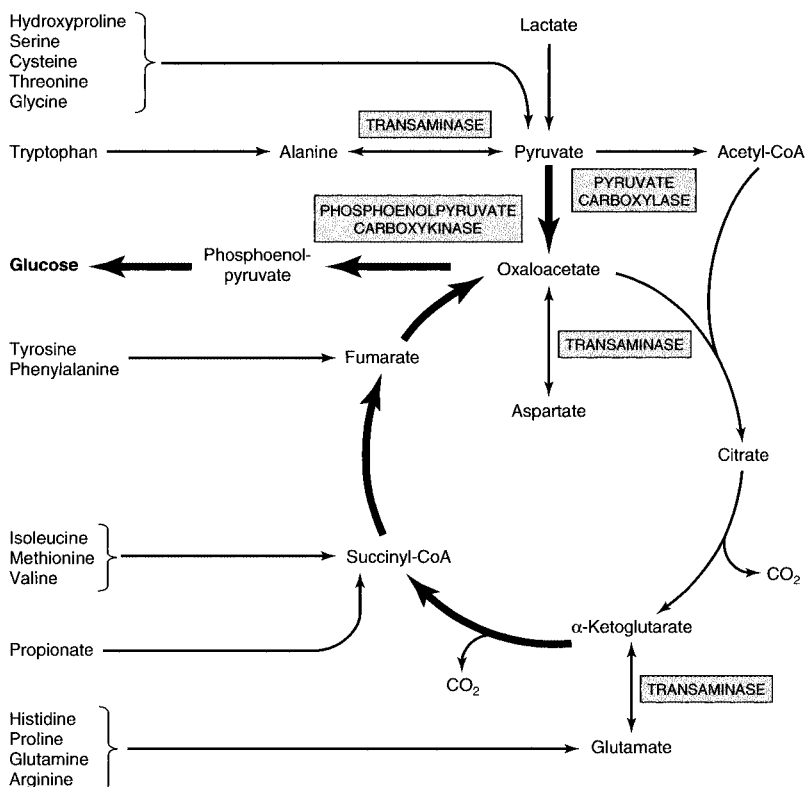 Hydroxyproline
Serine
Cysteine
Threonine
Glycine
Lactate
TRANSAMINASE
Tryptophan
Alanine
Pyruvate
Acetyl-CoA
PYRUVATE
CARBOXYLASE
PHOSPHOENOLPYRUVATE
CARBOXYKINASE
Glucose
Phosphoenol-
pyruvate
Oxaloacetate
Tyrosine
Phenylalanine
Fumarate
TRANSAMINASE
Aspartate
Citrate
Isoleucine
Methionine
Valine
Succinyl-CoA
CO₂
α-Ketoglutarate
Propionate
CO₂
TRANSAMINASE
Histidine
Proline
Glutamine
Arginine
Glutamate